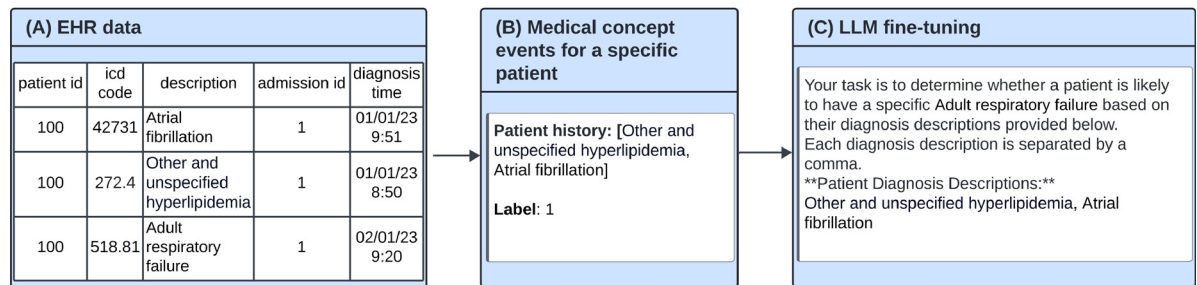 (A) EHR data
patient id
icd
code
description
admission id
diagnosis
time
100
42731
Atrial
fibrillation
1
01/01/23
9:51
100
272.4
Other and
unspecified
hyperlipidemia
1
01/01/23
8:50
100
518.81
Adult
respiratory
failure
1
02/01/23
9:20
(B) Medical concept
events for a specific
patient
Patient history: [Other and
unspecified hyperlipidemia,
Atrial fibrillation]
Label: 1
(C) LLM fine-tuning
Your task is to determine whether a patient is likely
to have a specific Adult respiratory failure based on
their diagnosis descriptions provided below.
Each diagnosis description is separated by a
comma.
**Patient Diagnosis Descriptions:**
Other and unspecified hyperlipidemia, Atrial
fibrillation